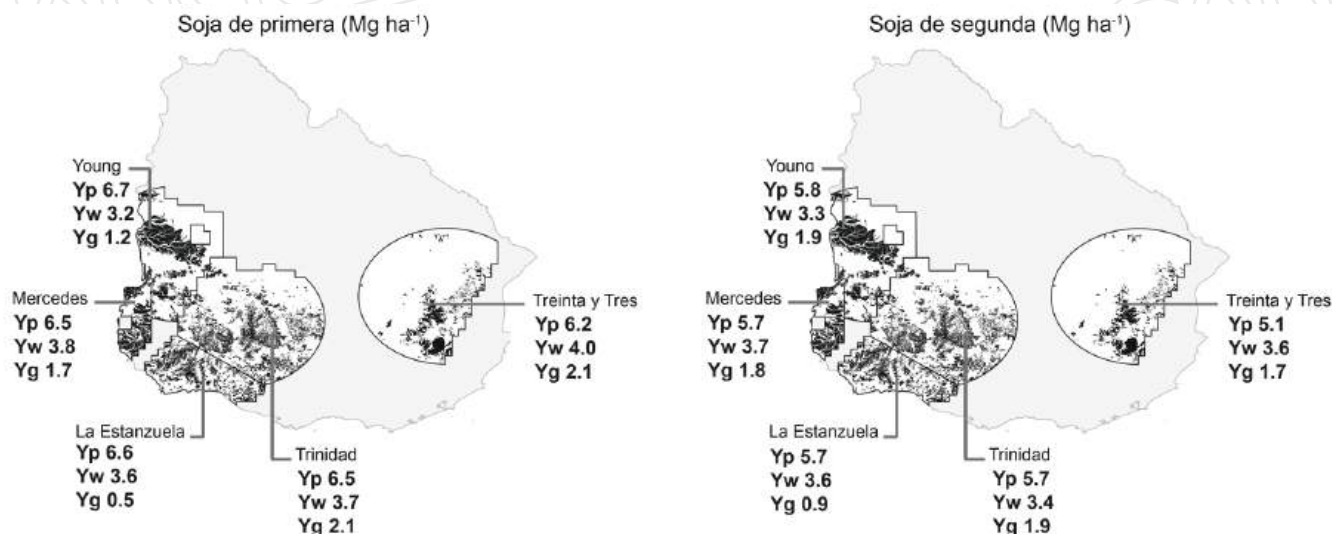 Soja de primera (Mg ha⁻¹)
Young
Yp 6.7
Yw 3.2
Yg 1.2
Mercedes
Yp 6.5
Yw 3.8
Yg 1.7
La Estanzuela
Yp 6.6
Yw 3.6
Yg 0.5
Trinidad
Yp 6.5
Yw 3.7
Yg 2.1
Treinta y Tres
Yp 6.2
Yw 4.0
Yg 2.1
Soja de segunda (Mg ha⁻¹)
Young
Yp 5.8
Yw 3.3
Yg 1.9
Mercedes
Yp 5.7
Yw 3.7
Yg 1.8
La Estanzuela
Yp 5.7
Yw 3.6
Yg 0.9
Trinidad
Yp 5.7
Yw 3.4
Yg 1.9
Treinta y Tres
Yp 5.1
Yw 3.6
Yg 1.7